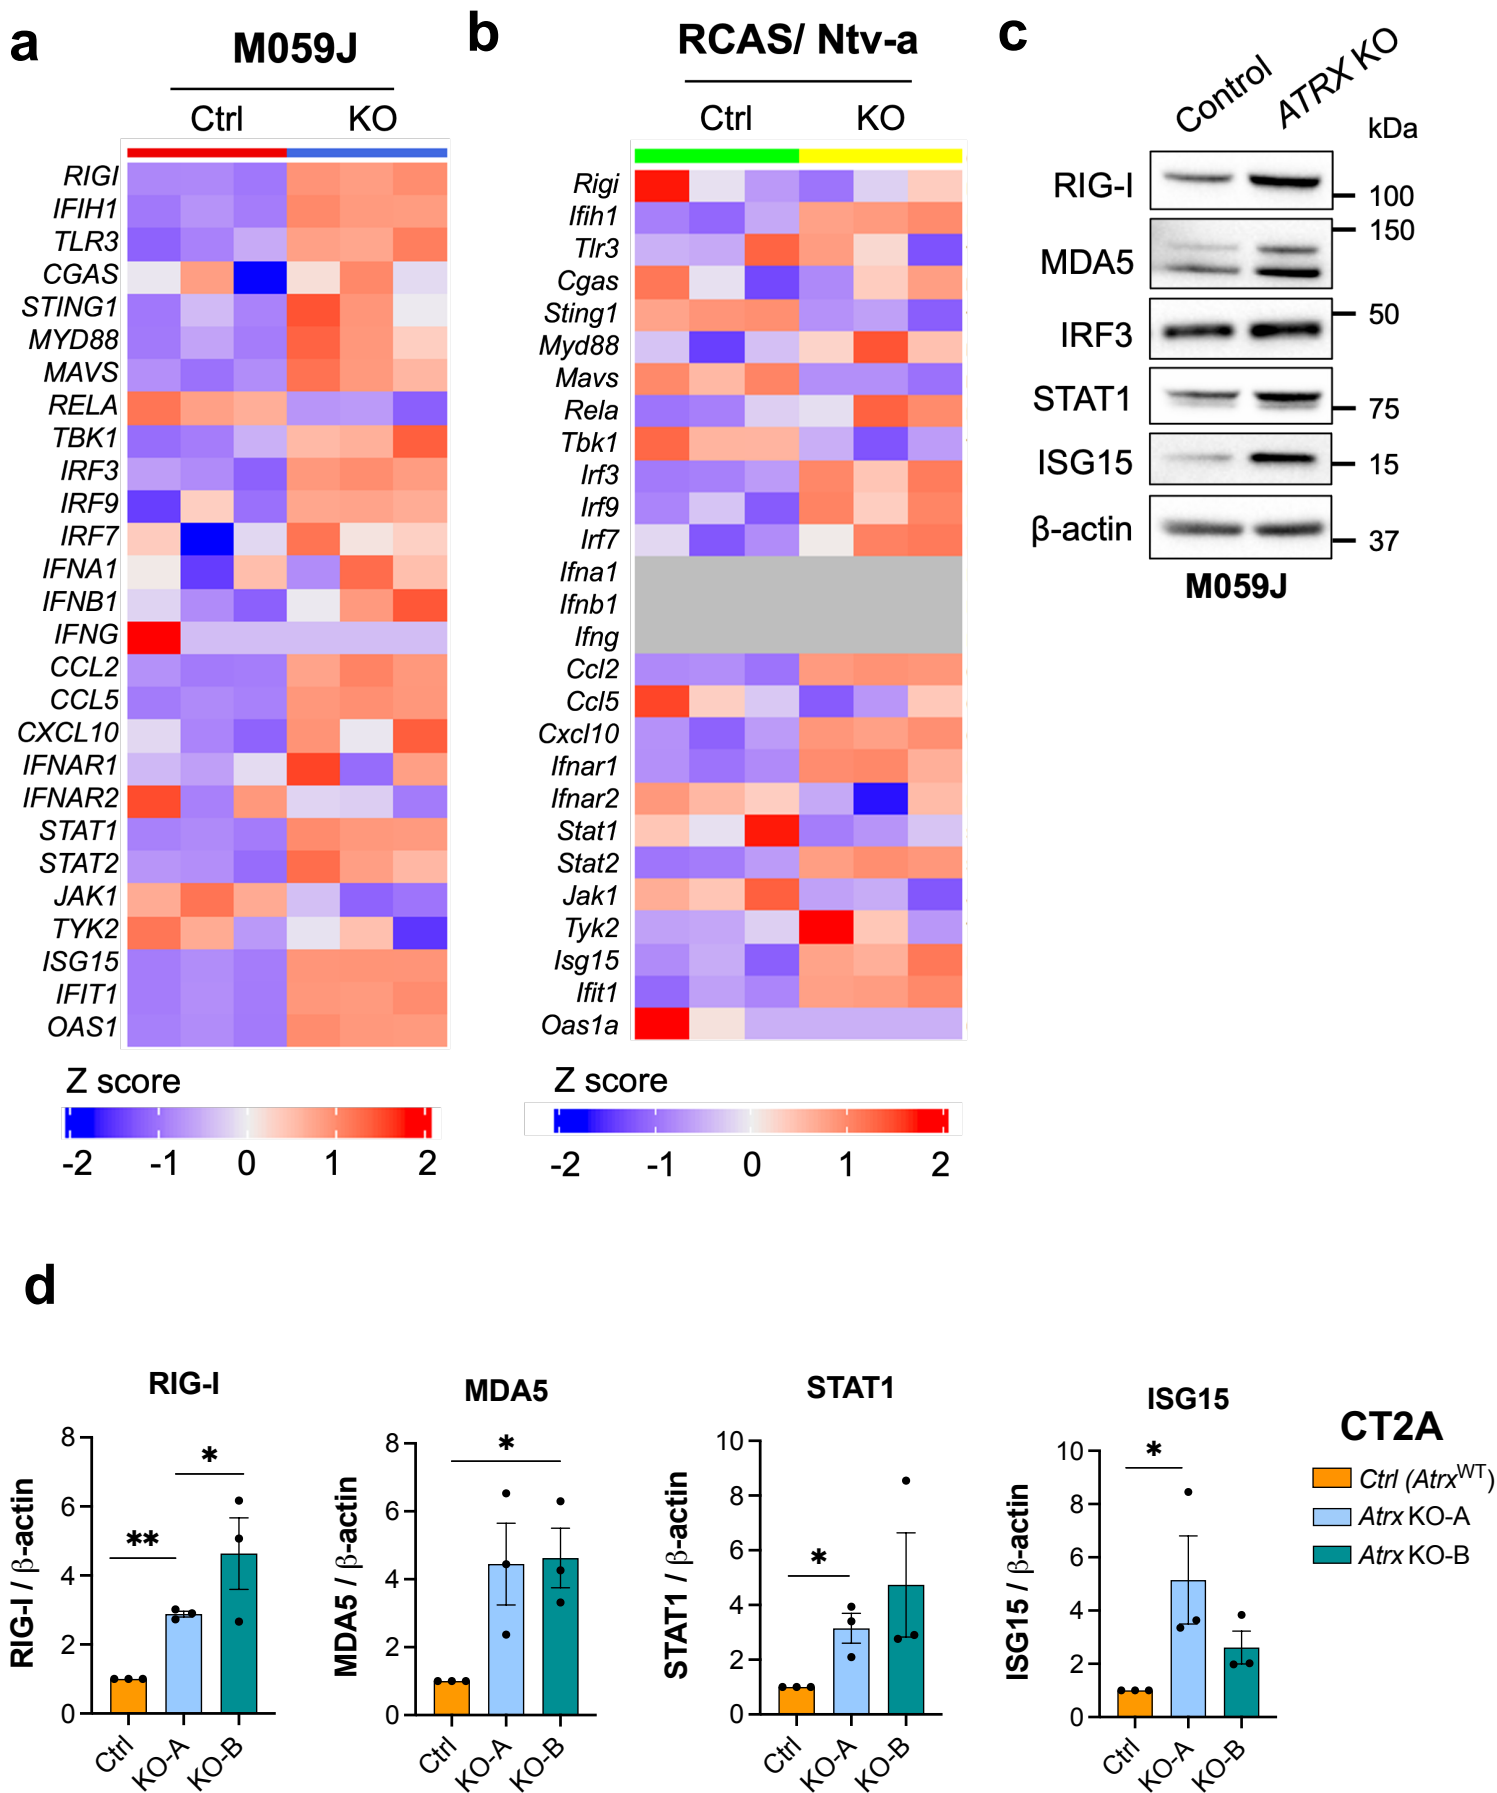 a
M059J
Ctrl KO
RIGI
IFIH1
TLR3
CGAS
STING1
MYD88
MAVS
RELA
TBK1
IRF3
IRF9
IRF7
IFNA1
IFNB1
IFNG
CCL2
CCL5
CXCL10
IFNAR1
IFNAR2
STAT1
STAT2
JAK1
TYK2
ISG15
IFIT1
OAS1
Z score
-2 -1 0 1 2
b
RCAS/ Ntv-a
Ctrl KO
Rigi
Ifih1
Tlr3
Cgas
Sting1
Myd88
Mavs
Rela
Tbk1
Irf3
Irf9
Irf7
Ifna1
Ifnb1
Ifng
Ccl2
Ccl5
Cxcl10
Ifnar1
Ifnar2
Stat1
Stat2
Jak1
Tyk2
Isg15
Ifit1
Oas1a
Z score
-2 -1 0 1 2
c
Control ATRX KO
kDa
RIG-I 100
150
MDA5
50
IRF3
STAT1 75
ISG15 15
β-actin 37
M059J
d
RIG-I
RIG-I / β-actin
8
6
4
2
0
** *
Ctrl KO-A KO-B
MDA5
MDA5 / β-actin
8
6
4
2
0
*
Ctrl KO-A KO-B
STAT1
STAT1 / β-actin
10
8
6
4
2
0
*
Ctrl KO-A KO-B
ISG15
ISG15 / β-actin
10
8
6
4
2
0
*
Ctrl KO-A KO-B
CT2A
Ctrl (Atrx^WT)
Atrx KO-A
Atrx KO-B